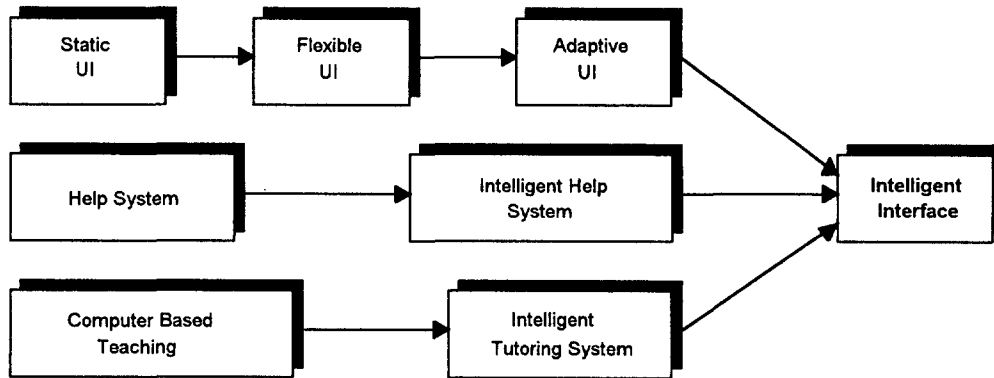 Static
UI
Flexible
UI
Adaptive
UI
Help System
Intelligent Help
System
Intelligent
Interface
Computer Based
Teaching
Intelligent
Tutoring System